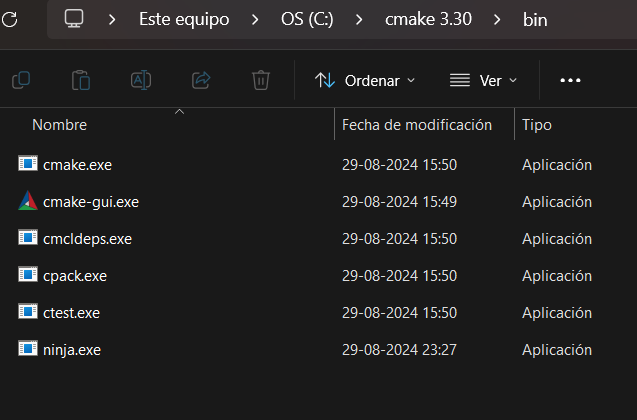 Este equipo > OS (C:) > cmake 3.30 > bin
Ordenar Ver
Nombre Fecha de modificación Tipo
cmake.exe 29-08-2024 15:50 Aplicación
cmake-gui.exe 29-08-2024 15:49 Aplicación
cmcldeps.exe 29-08-2024 15:50 Aplicación
cpack.exe 29-08-2024 15:50 Aplicación
ctest.exe 29-08-2024 15:50 Aplicación
ninja.exe 29-08-2024 23:27 Aplicación